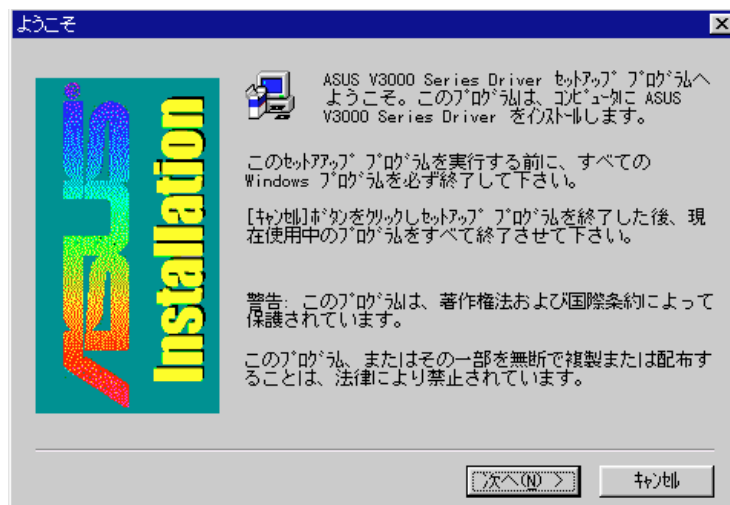 ようこそ
ASUS
Installation
ASUS V3000 Series Driver ｾｯﾄｱｯﾌﾟ ﾌﾟﾛｸﾞﾗﾑへ
ようこそ。このﾌﾟﾛｸﾞﾗﾑは、ｺﾝﾋﾟｭｰﾀに ASUS
V3000 Series Driver をｲﾝｽﾄｰﾙします。
このｾｯﾄｱｱｯﾌﾟ ﾌﾟﾛｸﾞﾗﾑを実行する前に、すべての
Windows ﾌﾟﾛｸﾞﾗﾑを必ず終了して下さい。
[ｷｬﾝｾﾙ]ﾎﾞﾀﾝをｸﾘｯｸしｾｯﾄｱｯﾌﾟ ﾌﾟﾛｸﾞﾗﾑを終了した後、現
在使用中のﾌﾟﾛｸﾞﾗﾑをすべて終了させて下さい。
警告: このﾌﾟﾛｸﾞﾗﾑは、著作権法および国際条約によって
保護されています。
このﾌﾟﾛｸﾞﾗﾑ、またはその一部を無断で複製または配布す
ることは、法律により禁止されています。
次へ(N) >
ｷｬﾝｾﾙ